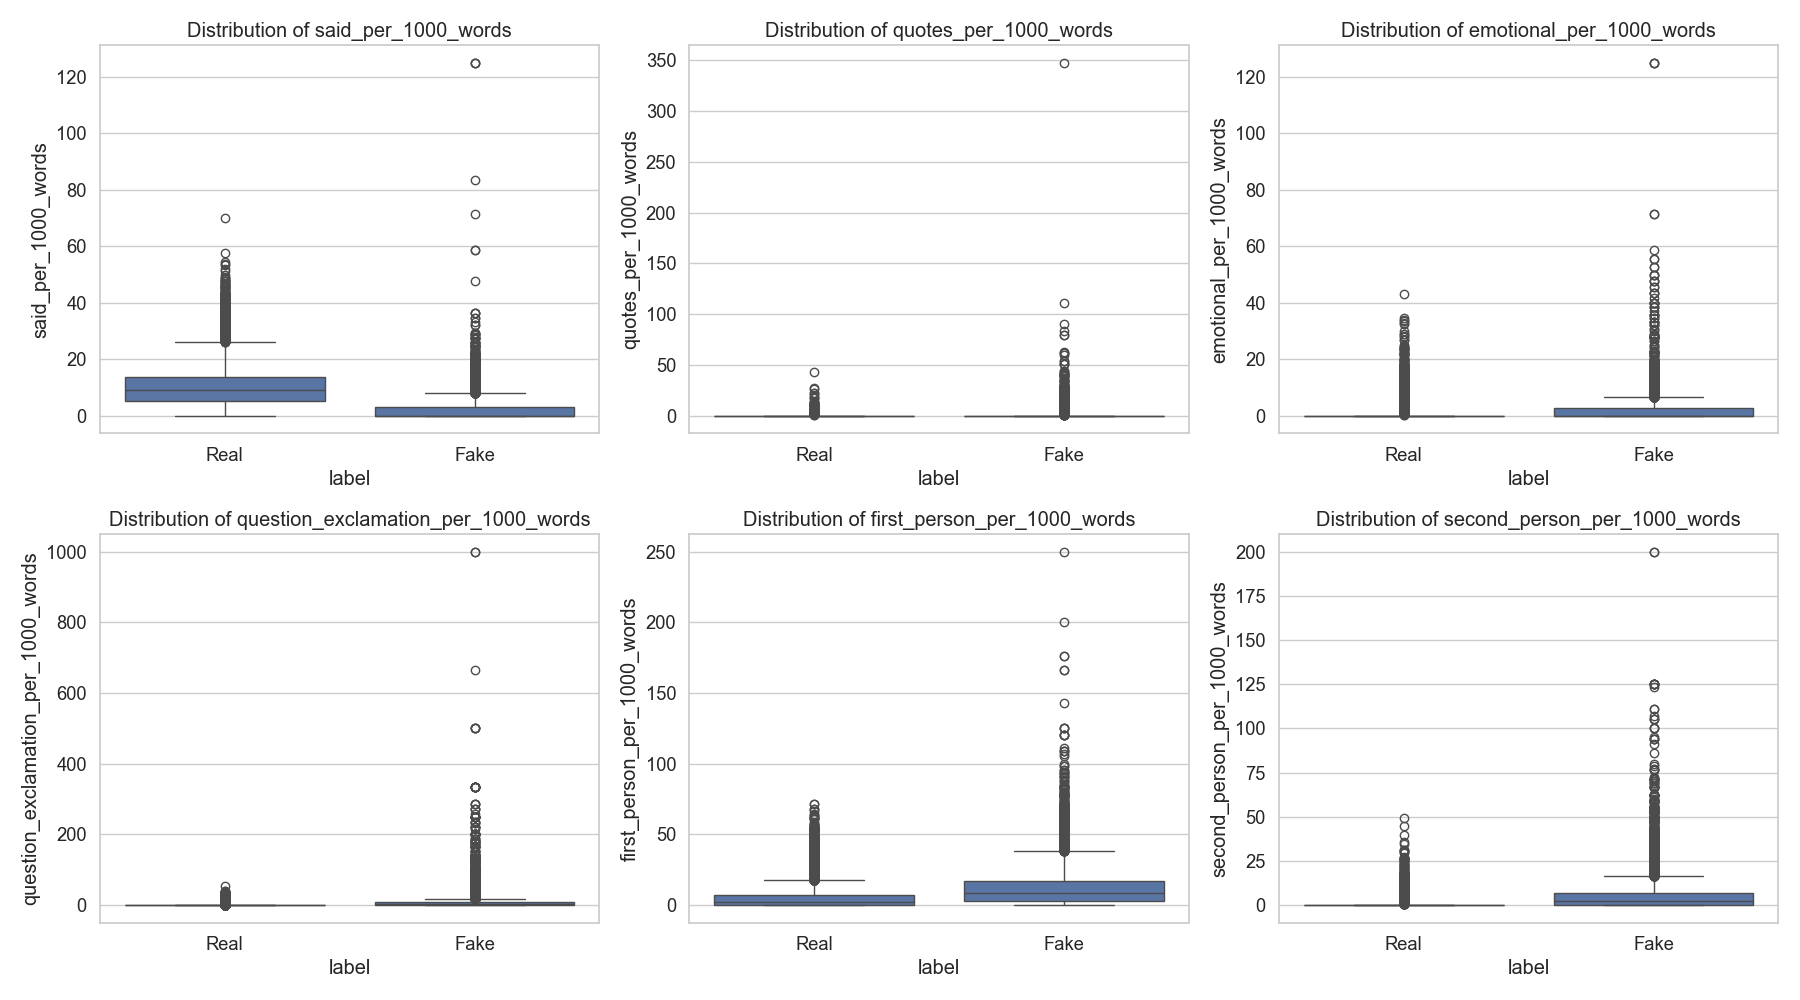 Distribution of said_per_1000_words
said_per_1000_words
120
100
80
60
40
20
0
Real
Fake
label
Distribution of quotes_per_1000_words
quotes_per_1000_words
350
300
250
200
150
100
50
0
Real
Fake
label
Distribution of emotional_per_1000_words
emotional_per_1000_words
120
100
80
60
40
20
0
Real
Fake
label
Distribution of question_exclamation_per_1000_words
question_exclamation_per_1000_words
1000
800
600
400
200
0
Real
Fake
label
Distribution of first_person_per_1000_words
first_person_per_1000_words
250
200
150
100
50
0
Real
Fake
label
Distribution of second_person_per_1000_words
second_person_per_1000_words
200
175
150
125
100
75
50
25
0
Real
Fake
label